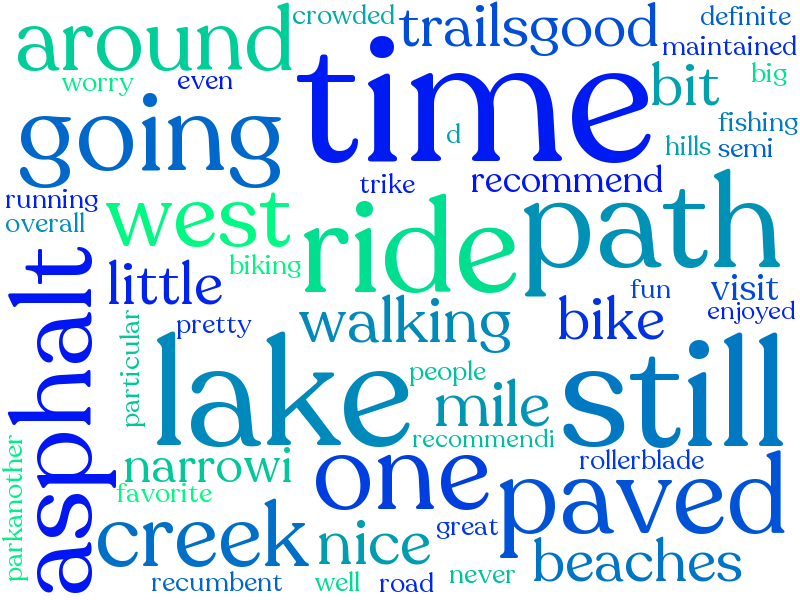 crowded
definite
around
trailsgood
maintained
time
worry
even
bit
big
going
d
fishing
hills
semi
trike
recommend
running
west
ride
path
overall
asphalt
little
biking
fun
visit
pretty
walking
bike
enjoyed
particular
lake
people
still
mile
recommendi
parkanother
narrowi
one
rollerblade
favorite
paved
creek
nice
great
beaches
recumbent
well
road
never